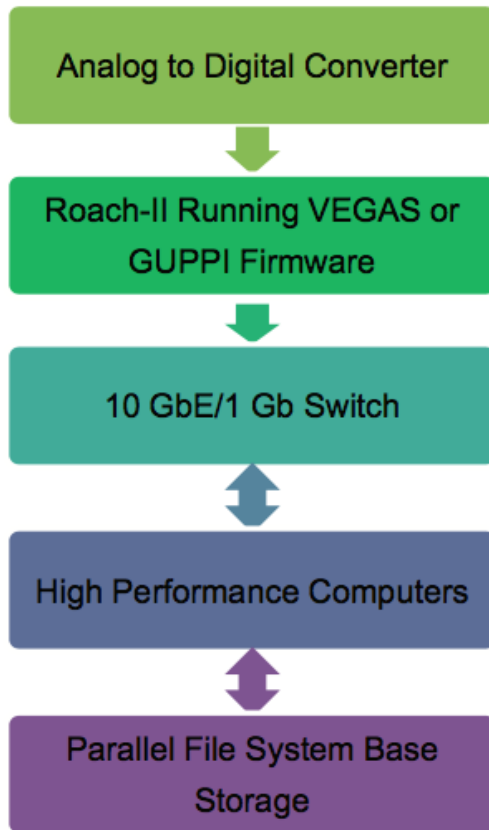 Analog to Digital Converter
Roach-II Running VEGAS or
GUPPI Firmware
10 GbE/1 Gb Switch
High Performance Computers
Parallel File System Base
Storage